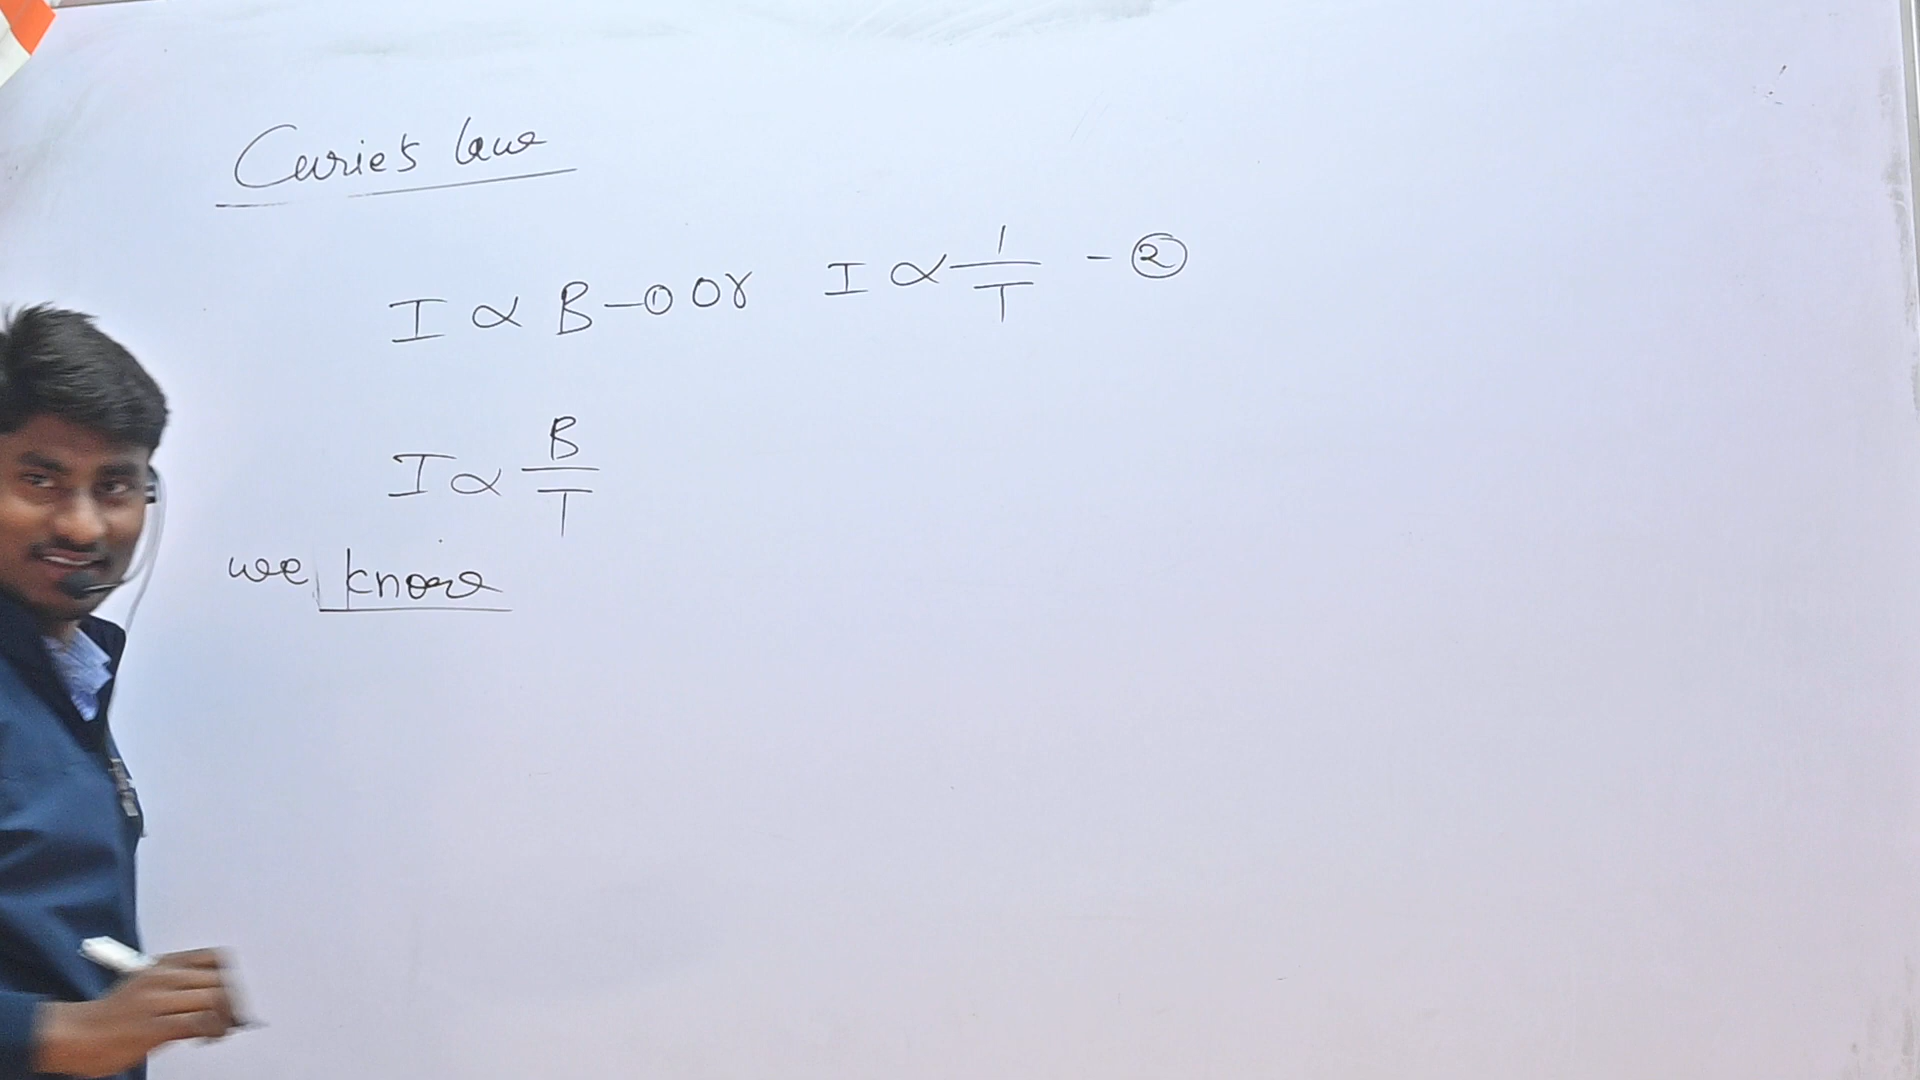 Curie's law
I ∝ B —① Or I ∝ 1/T - ②
I ∝ B/T
we know